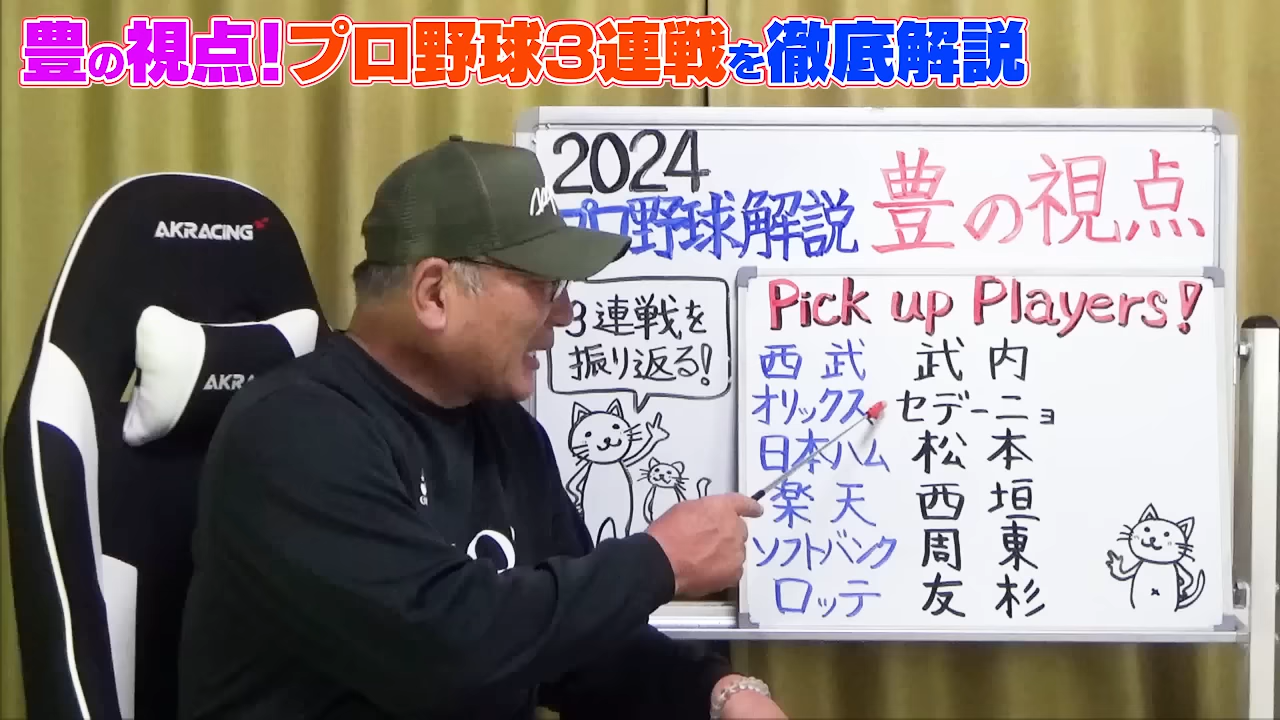 豊の視点!プロ野球3連戦を徹底解説
2024
プロ野球解説
豊の視点
3連戦を
振り返る!
Pick up Players!
西武 武内
オリックス セデーニョ
日本ハム 松本
楽天 西垣
ソフトバンク 周東
ロッテ 友杉
AKRACING